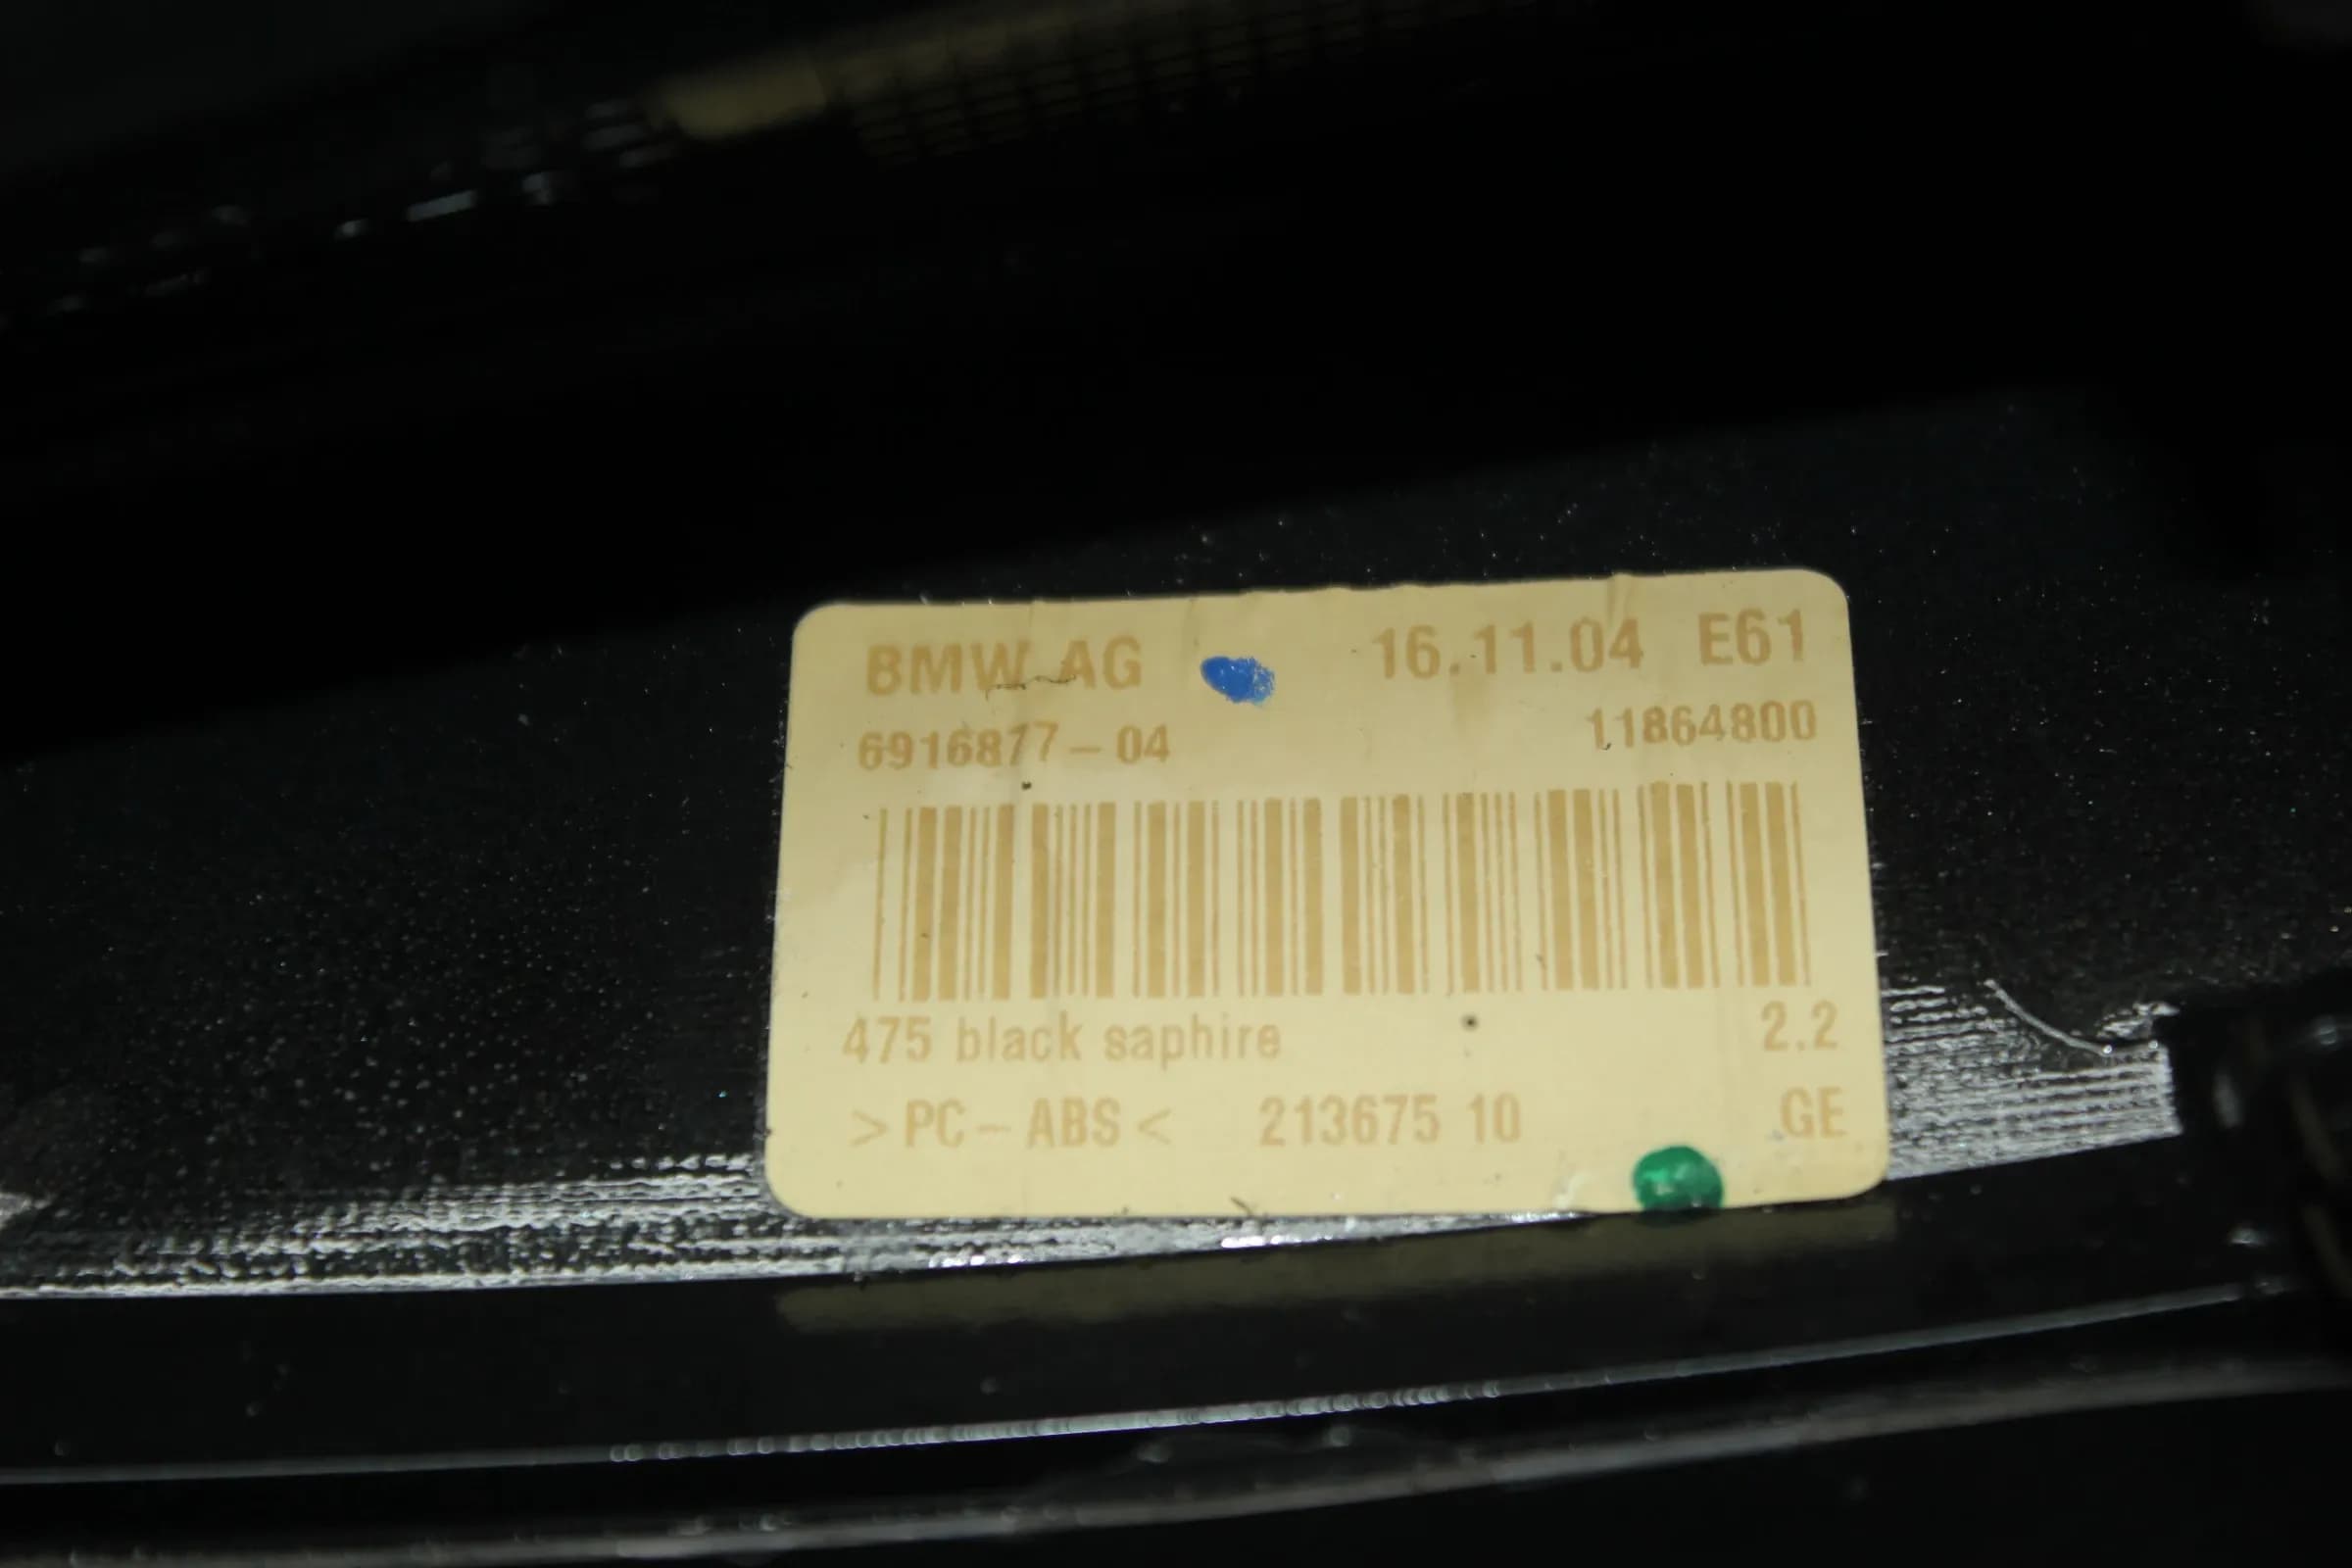 BMW AG 16.11.04 E61
6916877-04 11864800
475 black saphire 2.2
>PC-ABS< 213675 10 GE